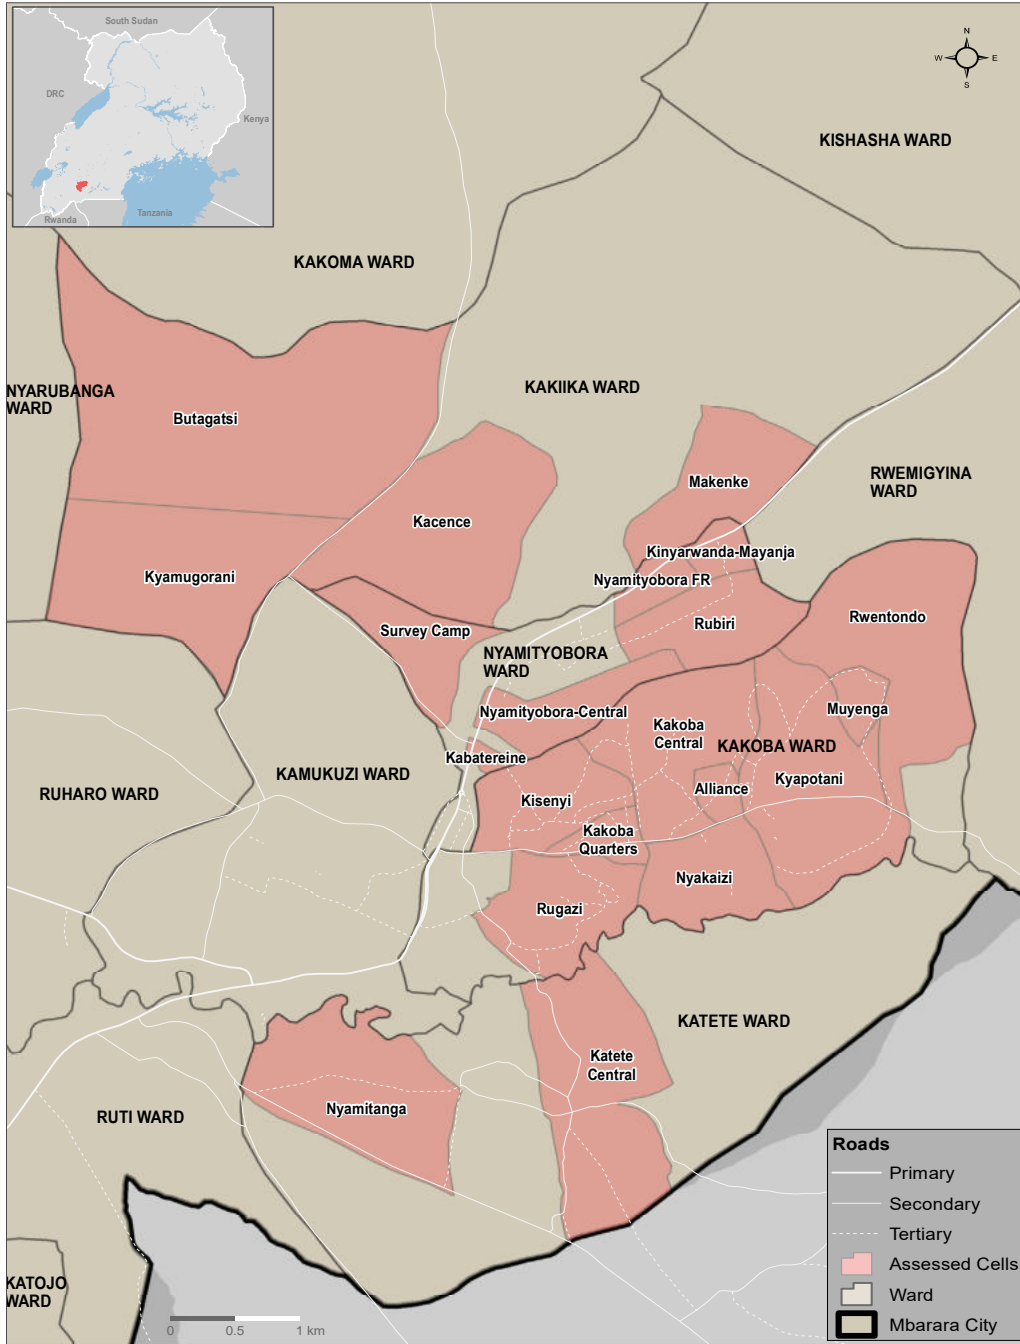 South Sudan
DRC
Kenya
Rwanda
Tanzania
N
W
E
S
KISHASHA WARD
KAKOMA WARD
NYARUBANGA
WARD
KAKIIKA WARD
Butagatsi
RWEMIGYINA
WARD
Makenke
Kacence
Kinyarwanda-Mayanja
Kyamugorani
Nyamityobora FR
Rwentondo
Rubiri
Survey Camp
NYAMITYOBORA
WARD
Muyenga
Nyamityobora-Central
Kakoba
Central
KAKOBA WARD
Kabatereine
KAMUKUZI WARD
Kyapotani
RUHARO WARD
Alliance
Kisenyi
Kakoba
Quarters
Nyakaizi
Rugazi
KATETE WARD
Katete
Central
Nyamitanga
RUTI WARD
KATOJO
WARD
0
0.5
1 km
Roads
Primary
Secondary
Tertiary
Assessed Cells
Ward
Mbarara City